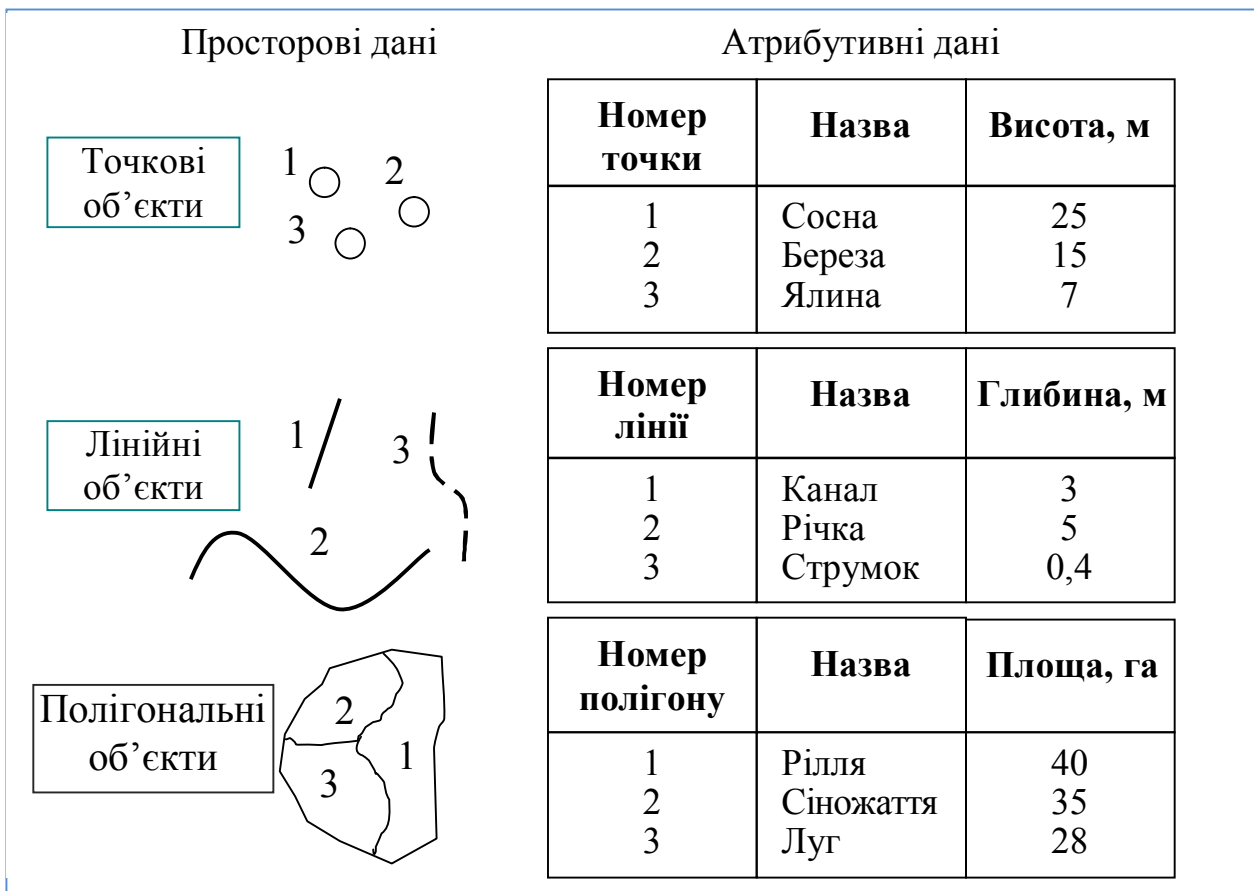 Просторові дані
Атрибутивні дані
Точкові
об’єкти
1
2
3
Номер точки Назва Висота, м
1 Сосна 25
2 Береза 15
3 Ялина 7
Лінійні
об’єкти
1
3
2
Номер лінії Назва Глибина, м
1 Канал 3
2 Річка 5
3 Струмок 0,4
Полігональні
об’єкти
2
1
3
Номер полігону Назва Площа, га
1 Рілля 40
2 Сіножаття 35
3 Луг 28